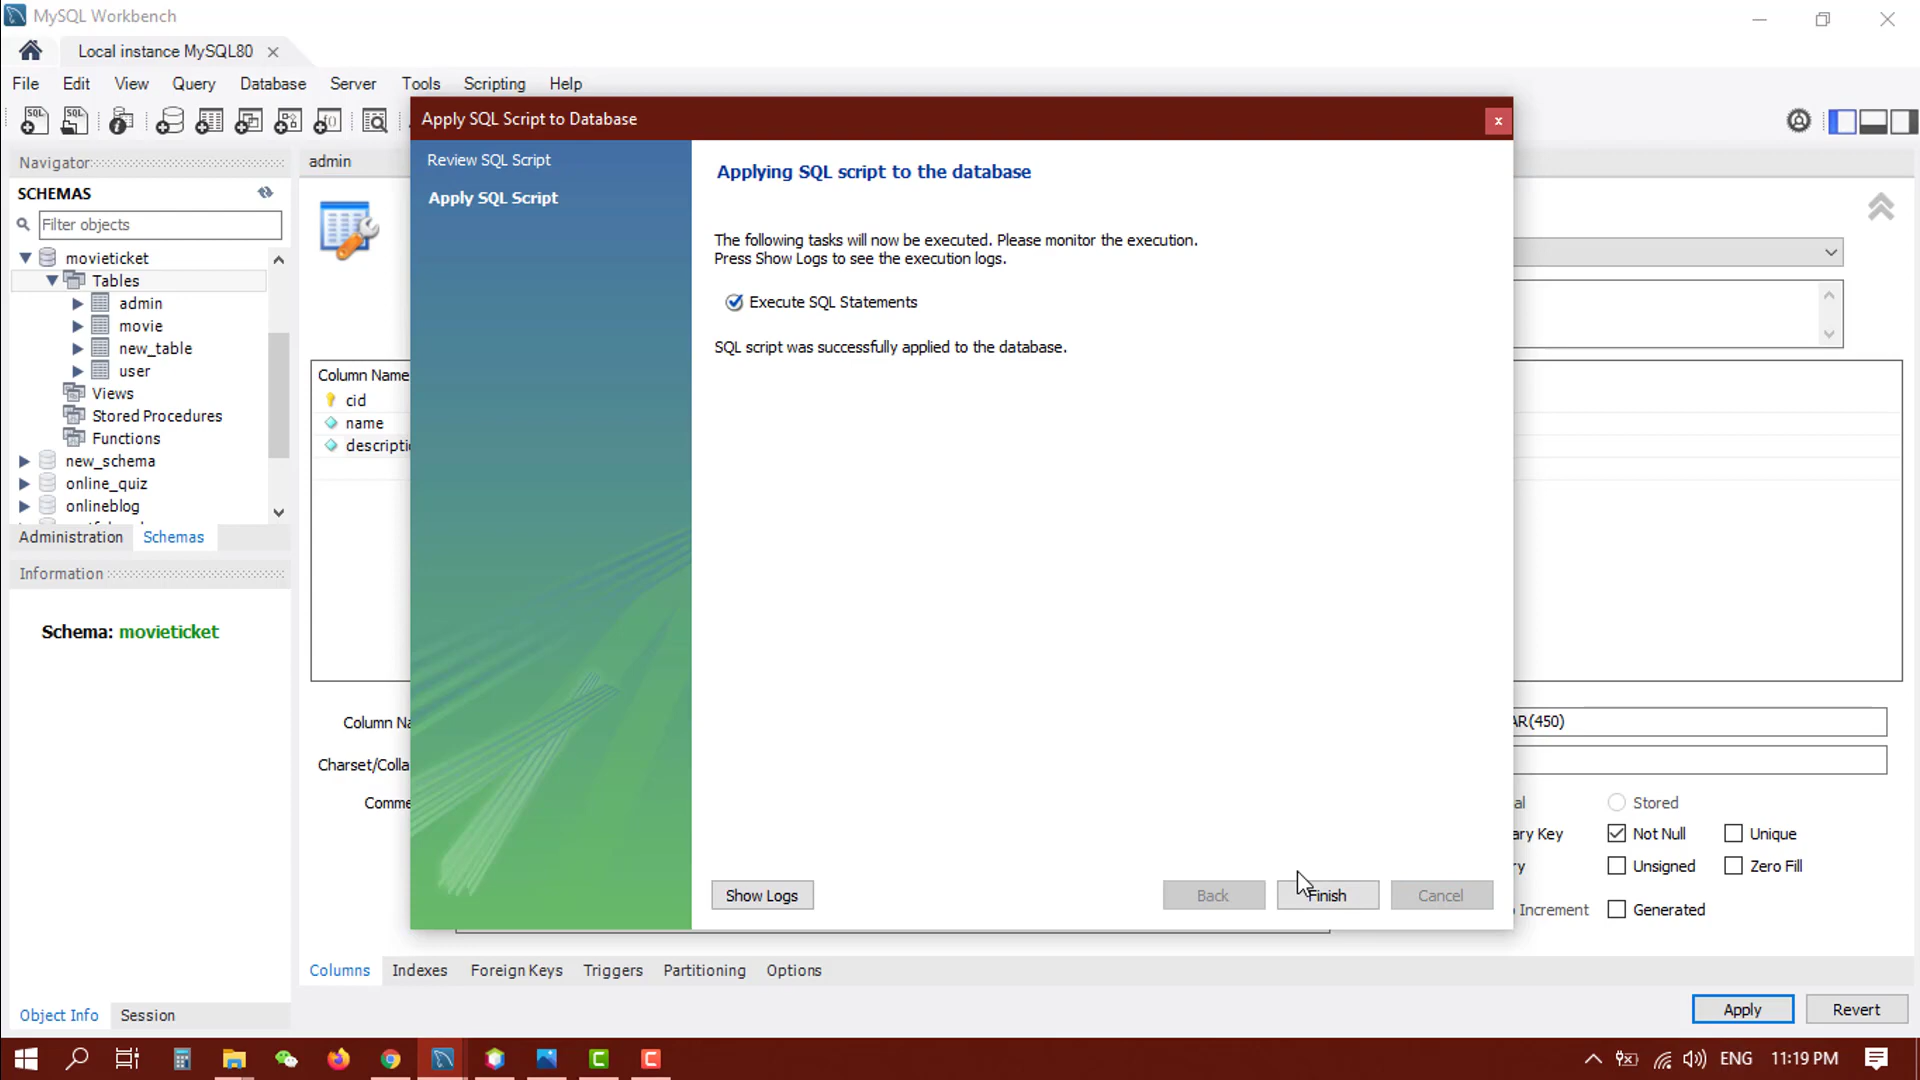 MySQL Workbench
Local instance MySQL80
File Edit View Query Database Server Tools Scripting Help
Navigator
SCHEMAS
Filter objects
movieticket
Tables
admin
movie
new_table
user
Views
Stored Procedures
Functions
new_schema
online_quiz
onlineblog
Administration Schemas
Information
Schema: movieticket
Object Info Session
admin
Column Name
cid
name
descripti
Column Na
Charset/Colla
Comme
Apply SQL Script to Database
x
Review SQL Script
Apply SQL Script
Applying SQL script to the database
The following tasks will now be executed. Please monitor the execution.
Press Show Logs to see the execution logs.
Execute SQL Statements
SQL script was successfully applied to the database.
Show Logs Back Finish Cancel
AR(450)
al Stored
ary Key Not Null Unique
ry Unsigned Zero Fill
Increment Generated
Columns Indexes Foreign Keys Triggers Partitioning Options
Apply Revert
ENG 11:19 PM